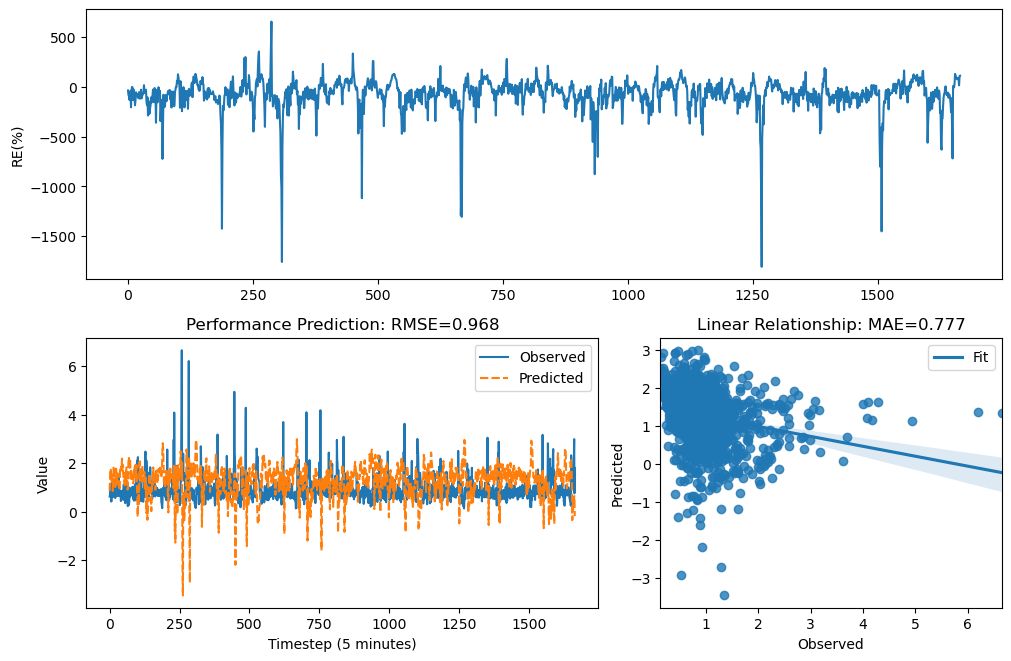 500
0
−500
−1000
−1500
RE(%)
0 250 500 750 1000 1250 1500
Performance Prediction: RMSE=0.968
Observed
Predicted
6
4
2
0
−2
Value
0 250 500 750 1000 1250 1500
Timestep (5 minutes)
Linear Relationship: MAE=0.777
Fit
3
2
1
0
−1
−2
−3
Predicted
1 2 3 4 5 6
Observed